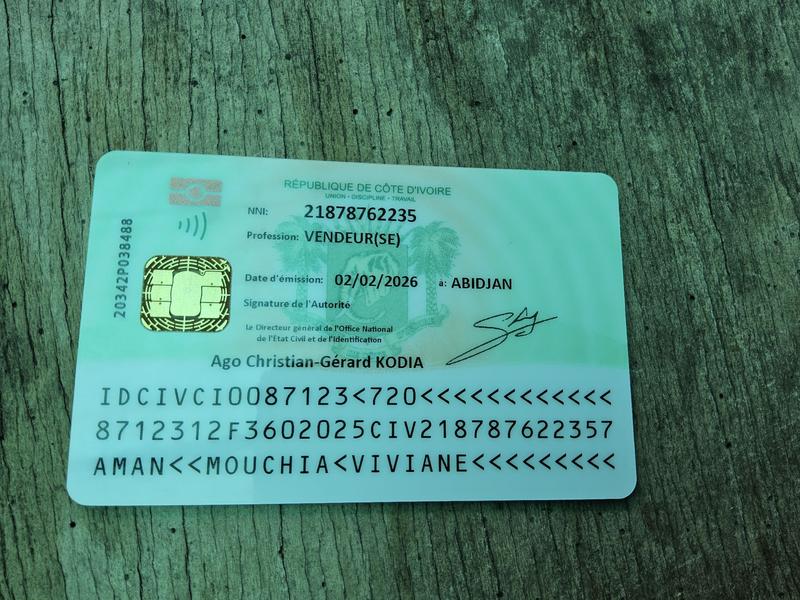 RÉPUBLIQUE DE CÔTE D'IVOIRE
UNION - DISCIPLINE - TRAVAIL
NNI: 21878762235
Profession: VENDEUR(SE)
20342P038488
Date d'émission: 02/02/2026 à: ABIDJAN
Signature de l'Autorité
Le Directeur général de l'Office National
de l'État Civil et de l'Identification
Ago Christian-Gérard KODIA
IDCIVCI0087123<720<<<<<<<<<<<<
8712312F3602025CIV218787622357
AMAN<<MOUCHIA<VIVIANE<<<<<<<<<